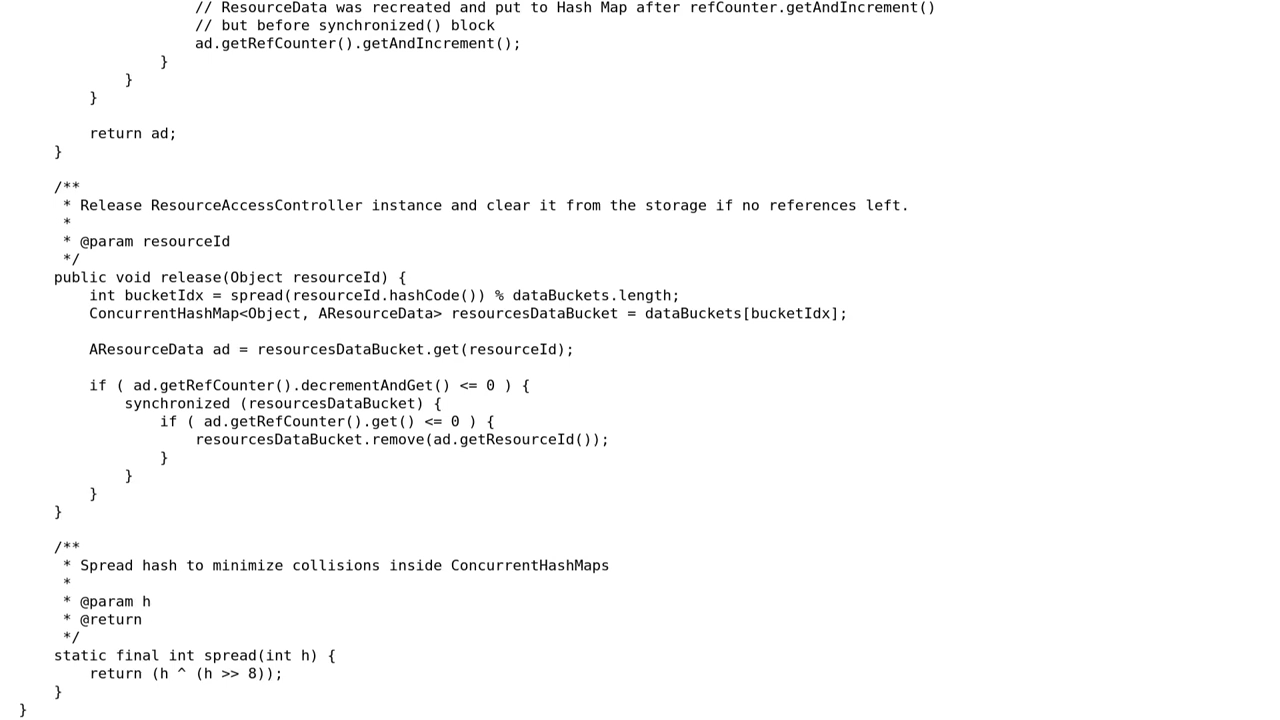 // ResourceData was recreated and put to Hash Map after refCounter.getAndIncrement()
// but before synchronized() block
ad.getRefCounter().getAndIncrement();
}
}
}
return ad;
}
/**
* Release ResourceAccessController instance and clear it from the storage if no references left.
*
* @param resourceId
*/
public void release(Object resourceId) {
int bucketIdx = spread(resourceId.hashCode()) % dataBuckets.length;
ConcurrentHashMap<Object, AResourceData> resourcesDataBucket = dataBuckets[bucketIdx];
AResourceData ad = resourcesDataBucket.get(resourceId);
if ( ad.getRefCounter().decrementAndGet() <= 0 ) {
synchronized (resourcesDataBucket) {
if ( ad.getRefCounter().get() <= 0 ) {
resourcesDataBucket.remove(ad.getResourceId());
}
}
}
}
/**
* Spread hash to minimize collisions inside ConcurrentHashMaps
*
* @param h
* @return
*/
static final int spread(int h) {
return (h ^ (h >> 8));
}
}